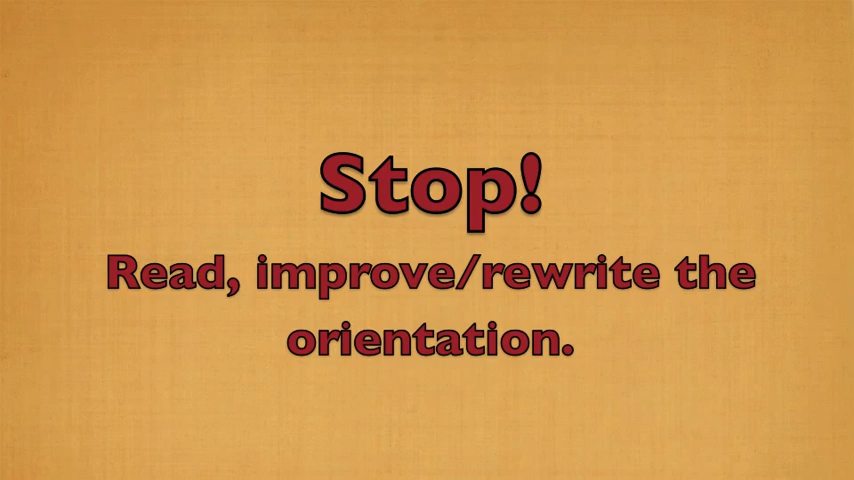 Stop!
Read, improve/rewrite the
orientation.